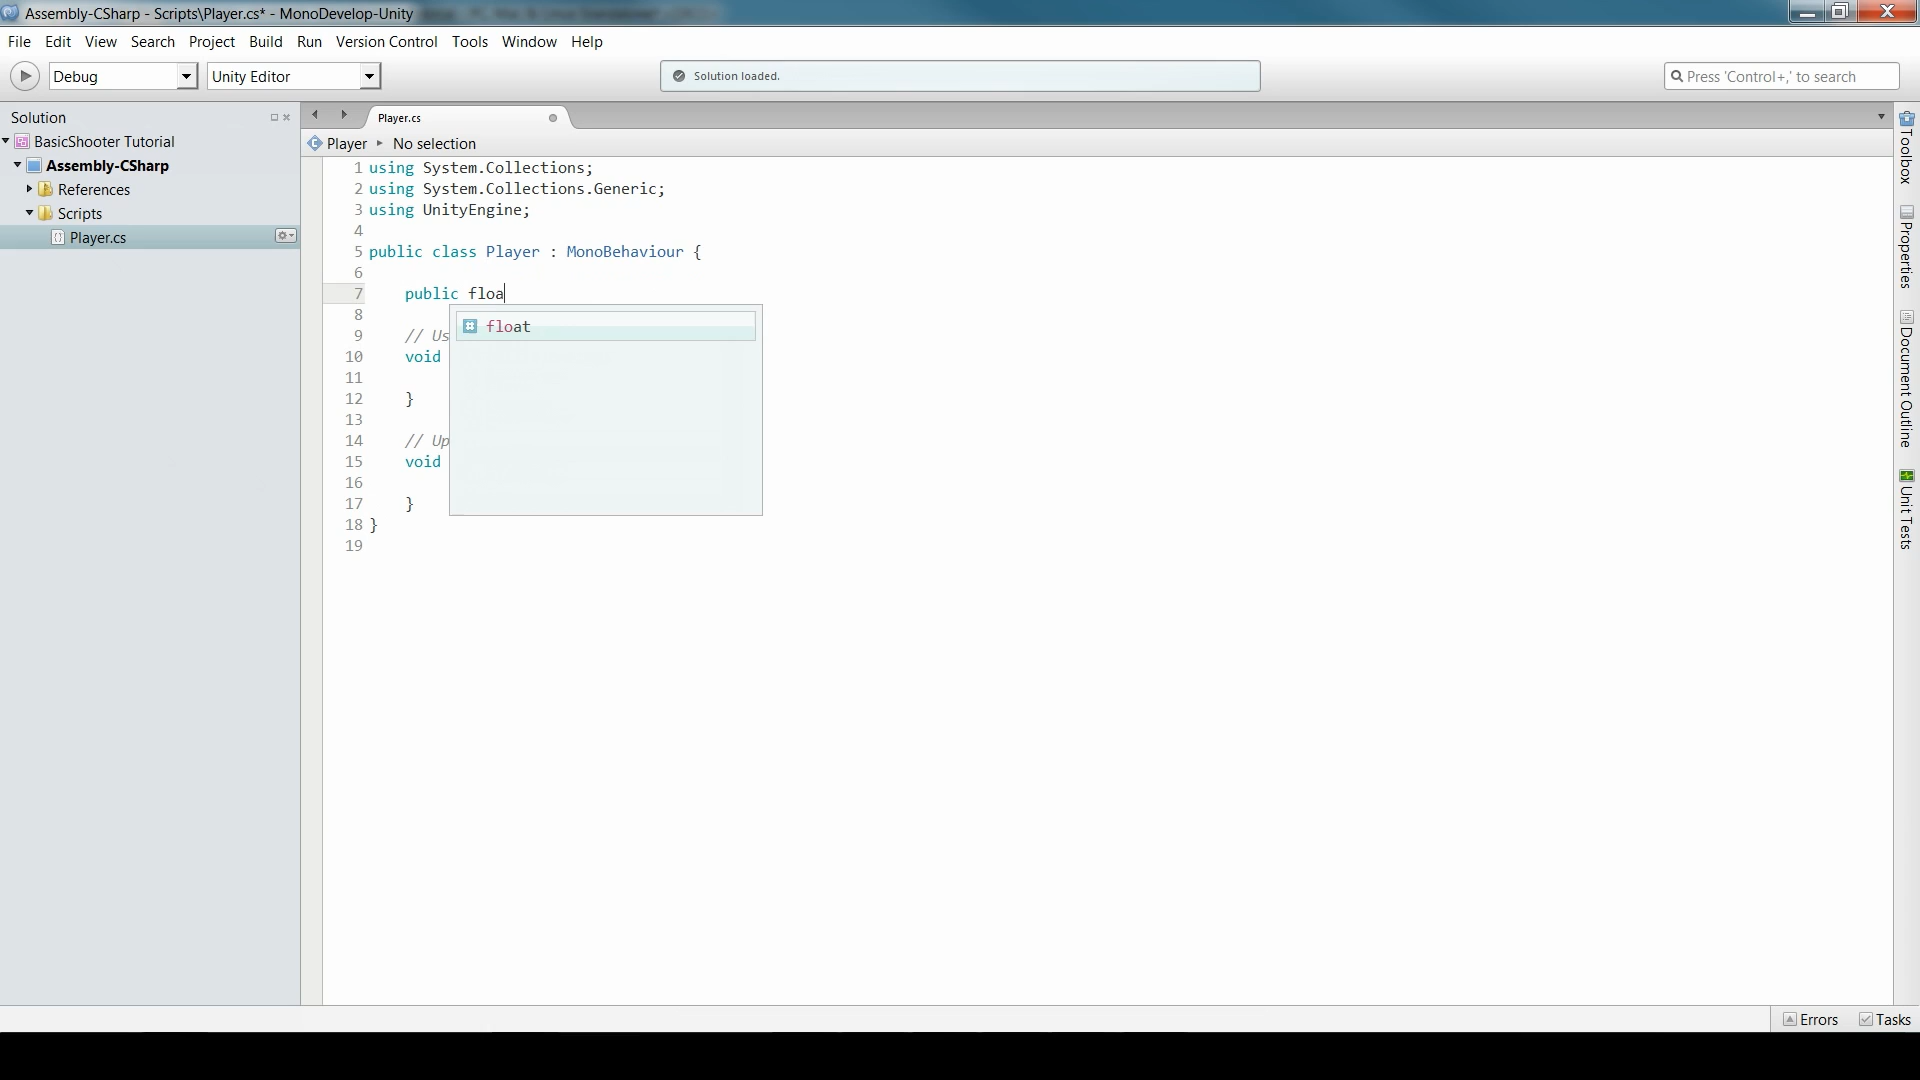 Assembly-CSharp - Scripts\Player.cs* - MonoDevelop-Unity
File Edit View Search Project Build Run Version Control Tools Window Help
Debug Unity Editor Solution loaded. Press 'Control+,' to search
Solution
BasicShooter Tutorial
Assembly-CSharp
References
Scripts
Player.cs
Player.cs
Player No selection
1 using System.Collections;
2 using System.Collections.Generic;
3 using UnityEngine;
4
5 public class Player : MonoBehaviour {
6
7 public floa
float
8
9 // Us
10 void
11
12 }
13
14 // Up
15 void
16
17 }
18 }
19
Toolbox
Properties
Document Outline
Unit Tests
Errors Tasks